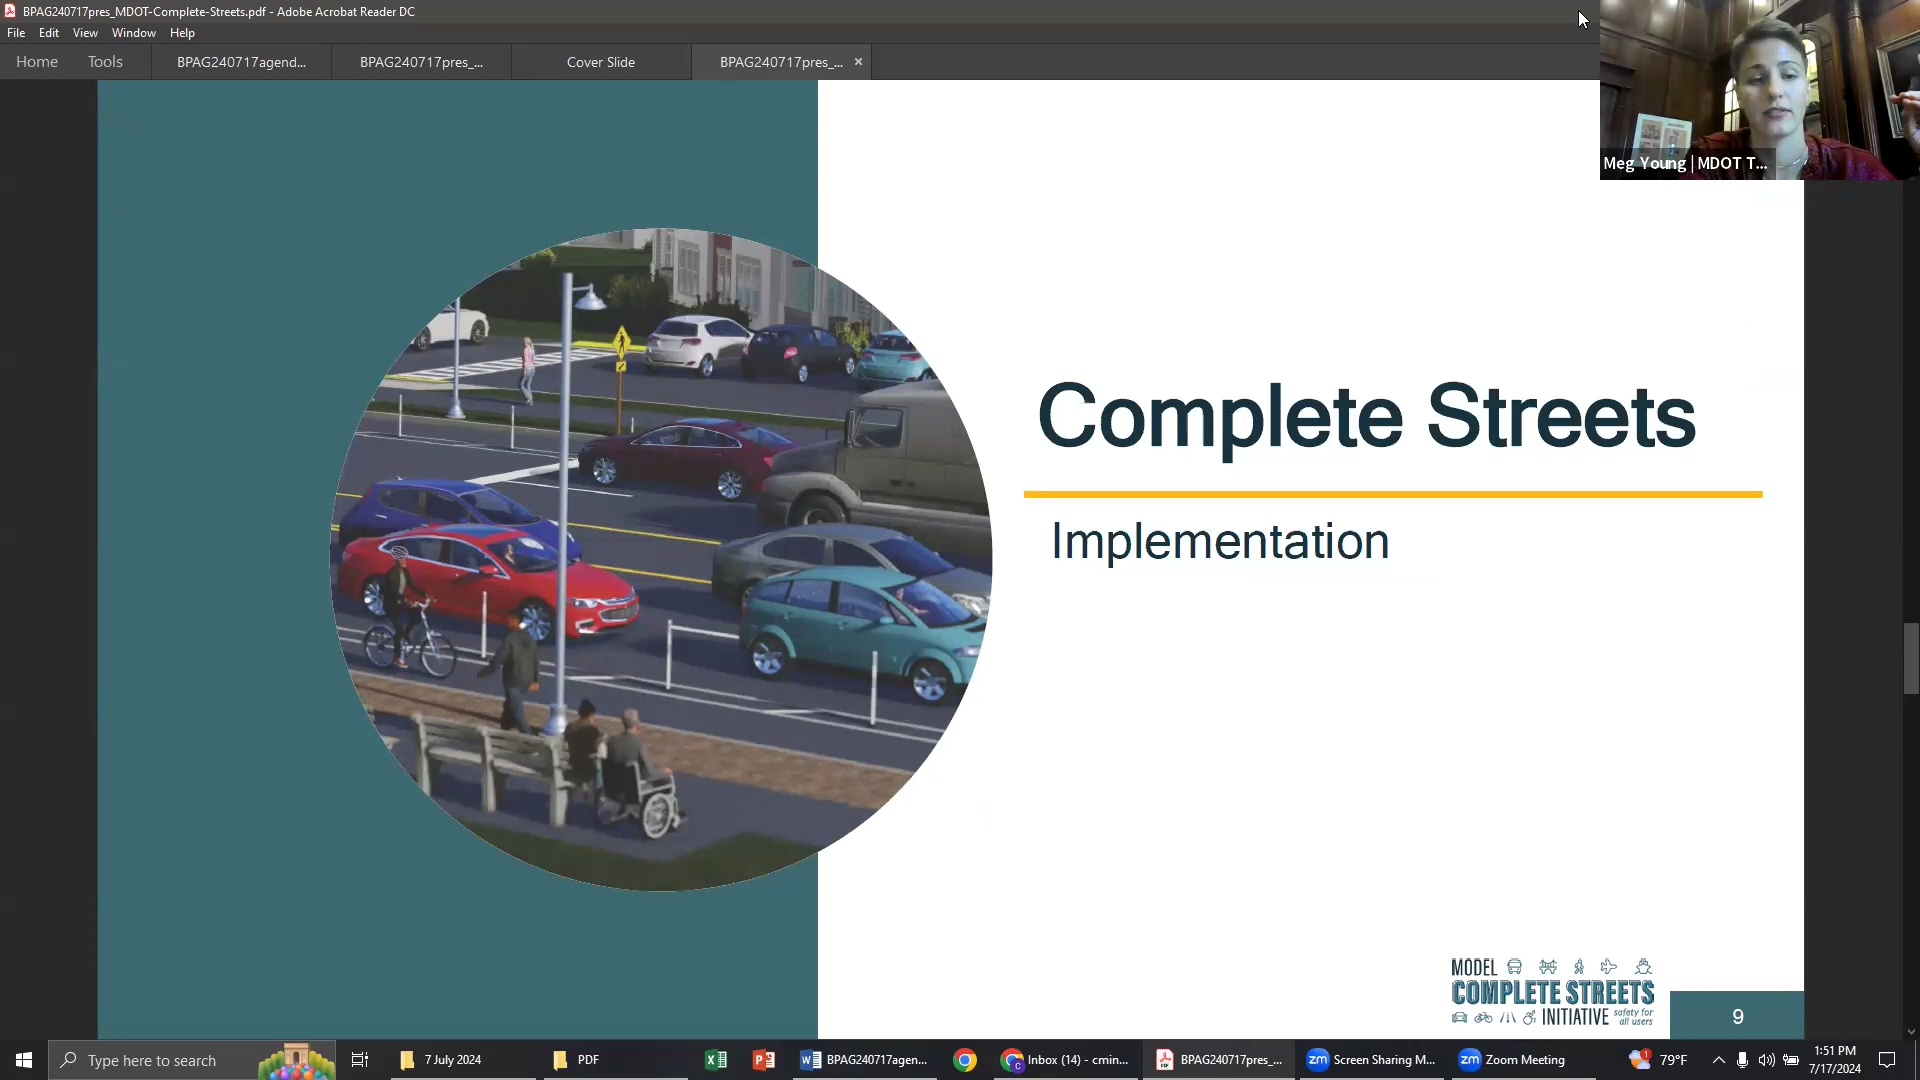 BPAG240717pres_MDOT-Complete-Streets.pdf - Adobe Acrobat Reader DC
File Edit View Window Help
Home Tools BPAG240717agend... BPAG240717pres_... Cover Slide BPAG240717pres_... ×
Meg Young | MDOT T...
Complete Streets
Implementation
MODEL
COMPLETE STREETS
INITIATIVE safety for
all users
9
Type here to search 7 July 2024 PDF BPAG240717agen... Inbox (14) - cmin... BPAG240717pres_... zm Screen Sharing M... zm Zoom Meeting 1 79°F 1:51 PM
7/17/2024